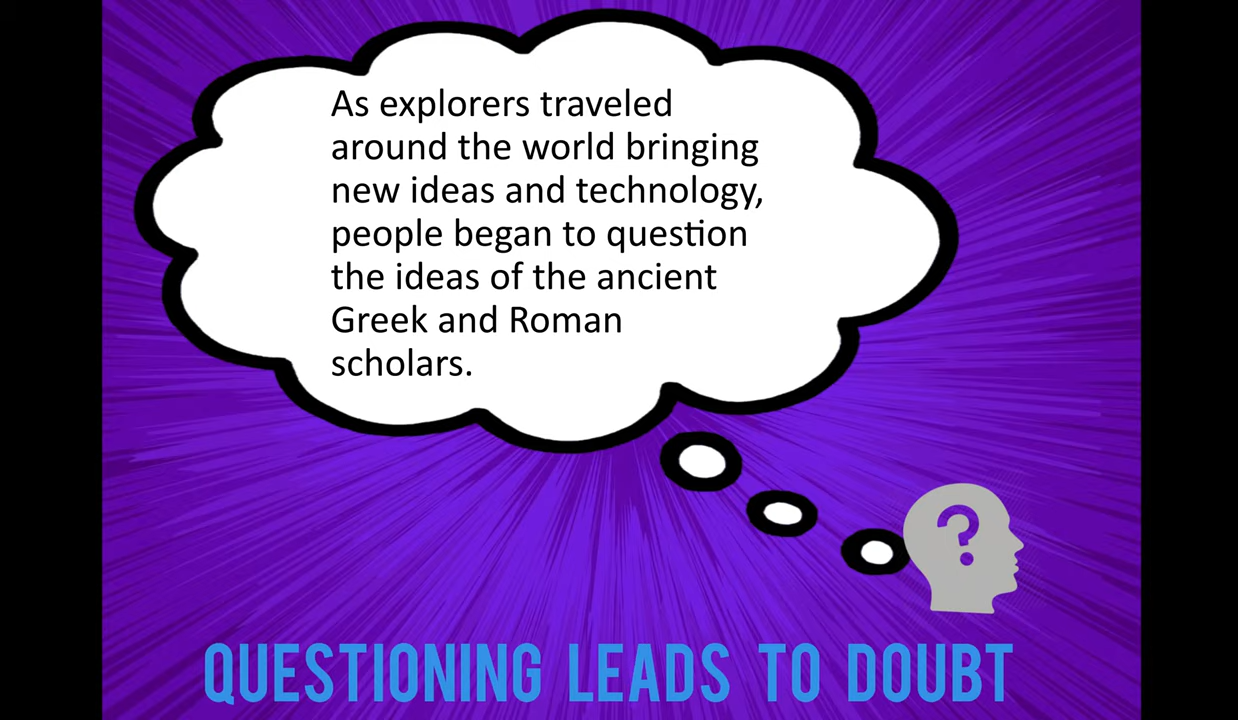 As explorers traveled
around the world bringing
new ideas and technology,
people began to question
the ideas of the ancient
Greek and Roman
scholars.
?
QUESTIONING LEADS TO DOUBT